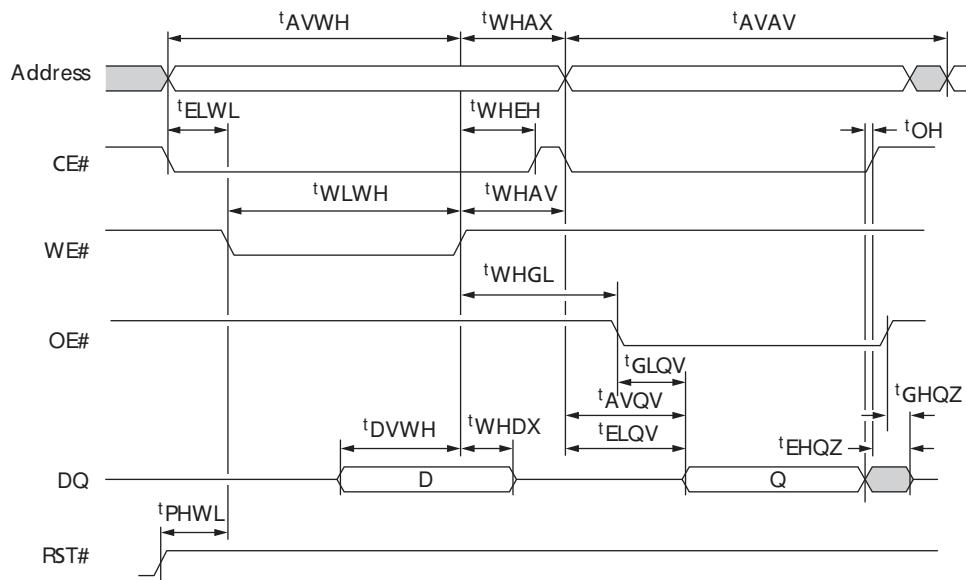 tAVWH tWHAX tAVAV
Address
tELWL tWHEH tOH
CE#
tWLWH tWHAV
WE#
tWHGL
OE#
tGLQV
tGHQZ
tAVQV
tDVWH tWHDX tELQV
tEHQZ
DQ D Q
tPHWL
RST#